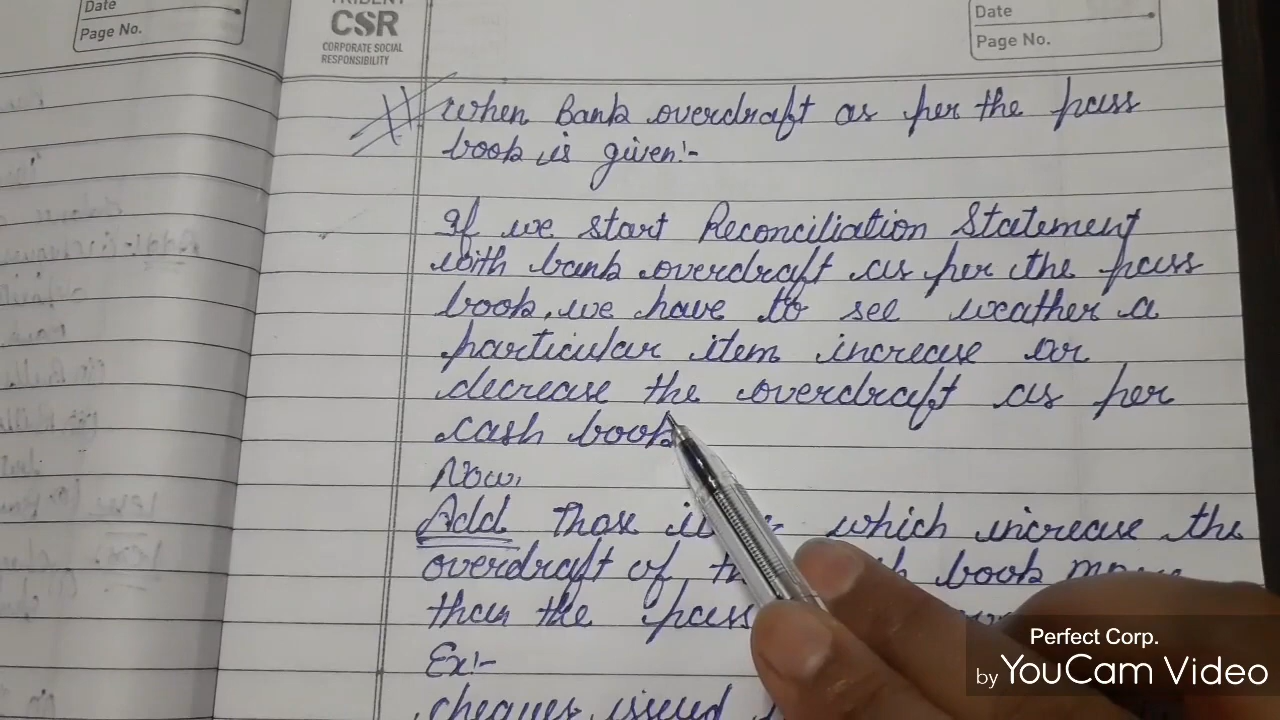 Date
Page No.
TRIDENT
CSR
CORPORATE SOCIAL
RESPONSIBILITY
Date
Page No.
When Bank overdraft as per the pass
book is given:-
If we start Reconciliation Statement
with bank overdraft as per the pass
book, we have to see weather a
particular item increase or
decrease the overdraft as per
cash book
Now,
Add Those which increase the
overdraft of book more
than the pass
Ex:-
cheques issued
Perfect Corp.
by YouCam Video